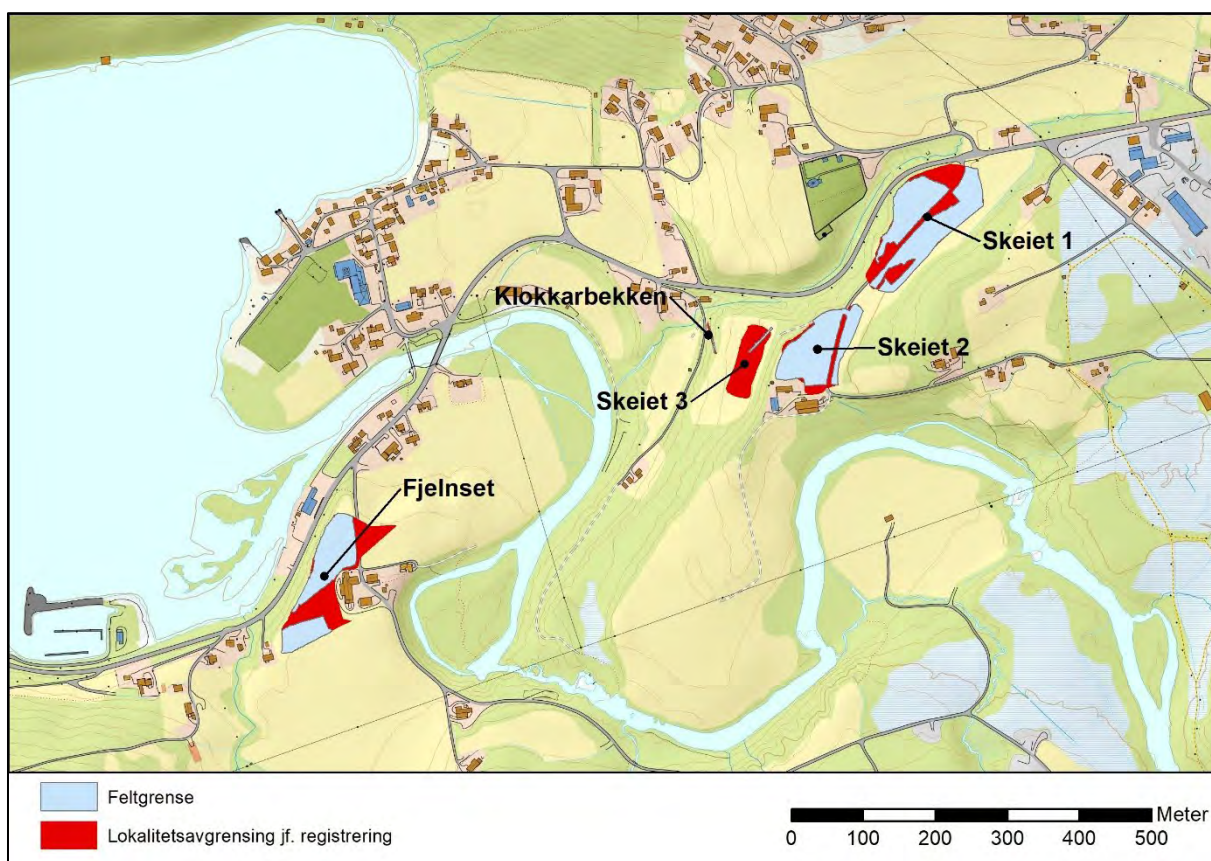 Skeiet 1
Klokkarbekken
Skeiet 2
Skeiet 3
Fjelnset
Feltgrense
Lokalitetsavgrensing jf. registrering
Meter
0 100 200 300 400 500